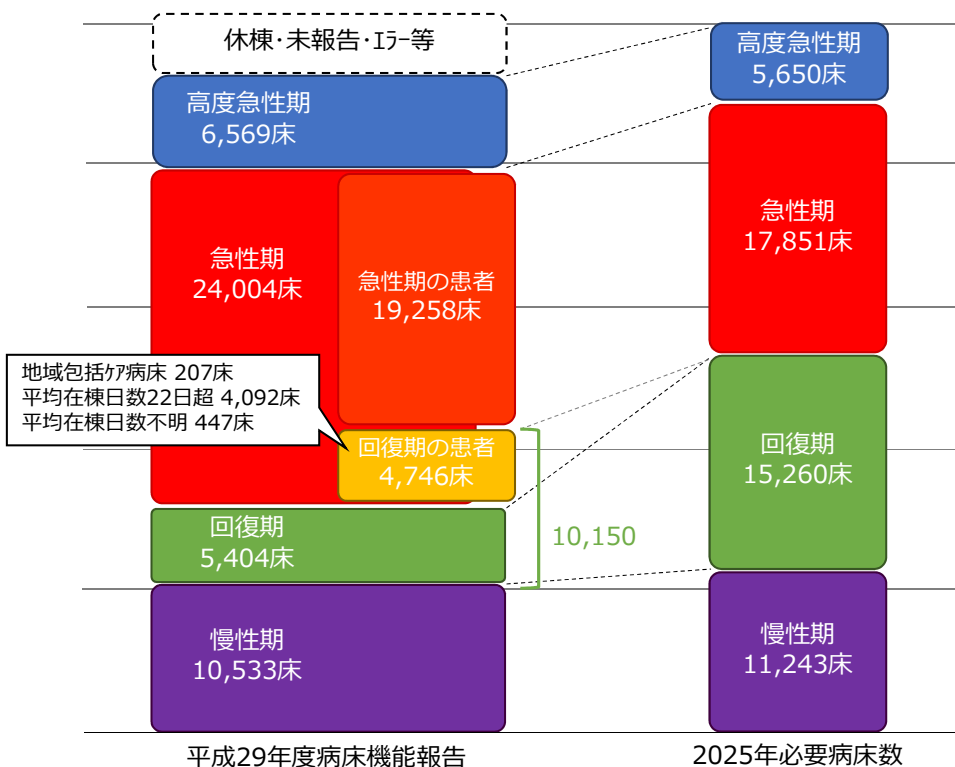 休棟･未報告･ｴﾗｰ等
高度急性期
6,569床
急性期
24,004床
急性期の患者
19,258床
地域包括ｹｱ病床 207床
平均在棟日数22日超 4,092床
平均在棟日数不明 447床
回復期の患者
4,746床
回復期
5,404床
10,150
慢性期
10,533床
平成29年度病床機能報告
高度急性期
5,650床
急性期
17,851床
回復期
15,260床
慢性期
11,243床
2025年必要病床数